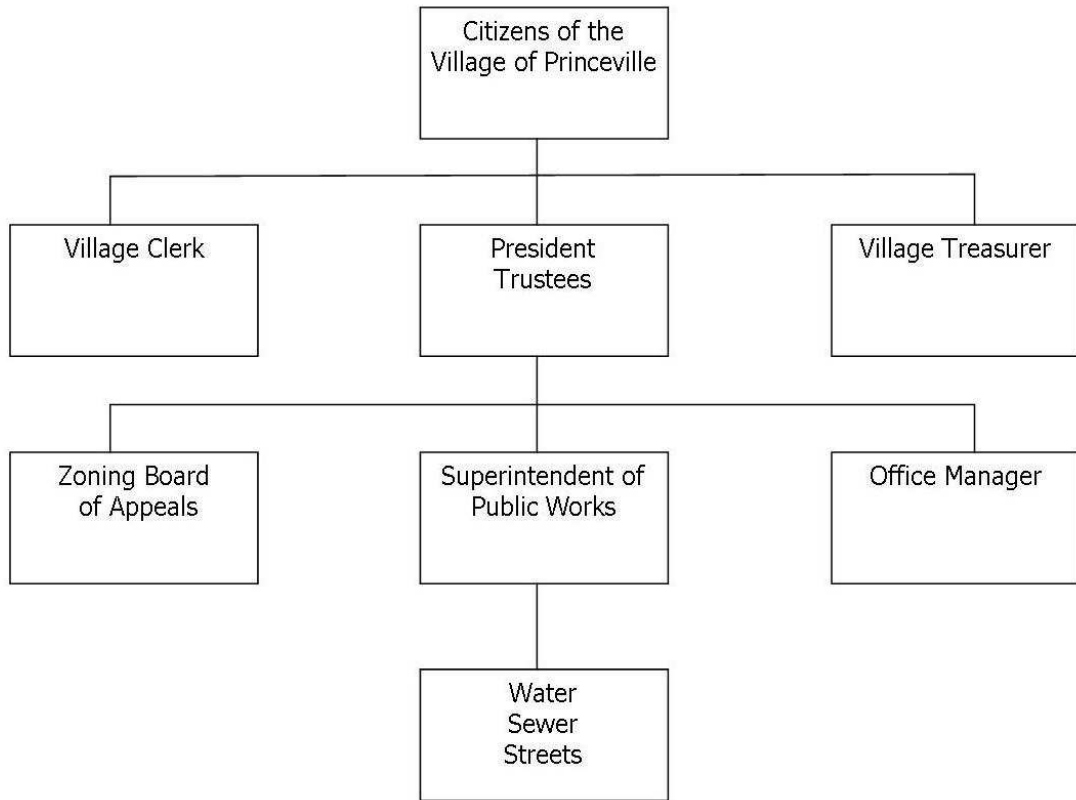 Citizens of the
Village of Princeville
Village Clerk
President
Trustees
Village Treasurer
Zoning Board
of Appeals
Superintendent of
Public Works
Office Manager
Water
Sewer
Streets